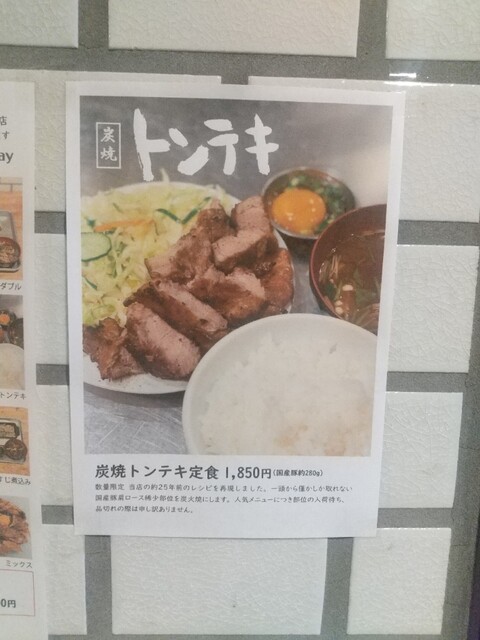 店
す
ay
ダブル
トンテキ
すじ煮込み
ミックス
0円
炭焼
トンテキ
炭焼トンテキ定食 1,850円(国産豚約250g)
数量限定 当店の約25年前のレシピを再現しました。一頭から僅かしか取れない
国産豚肩ロース稀少部位を炭火焼にします。人気メニューにつき部位の入荷待ち、
品切れの際は申し訳ありません。